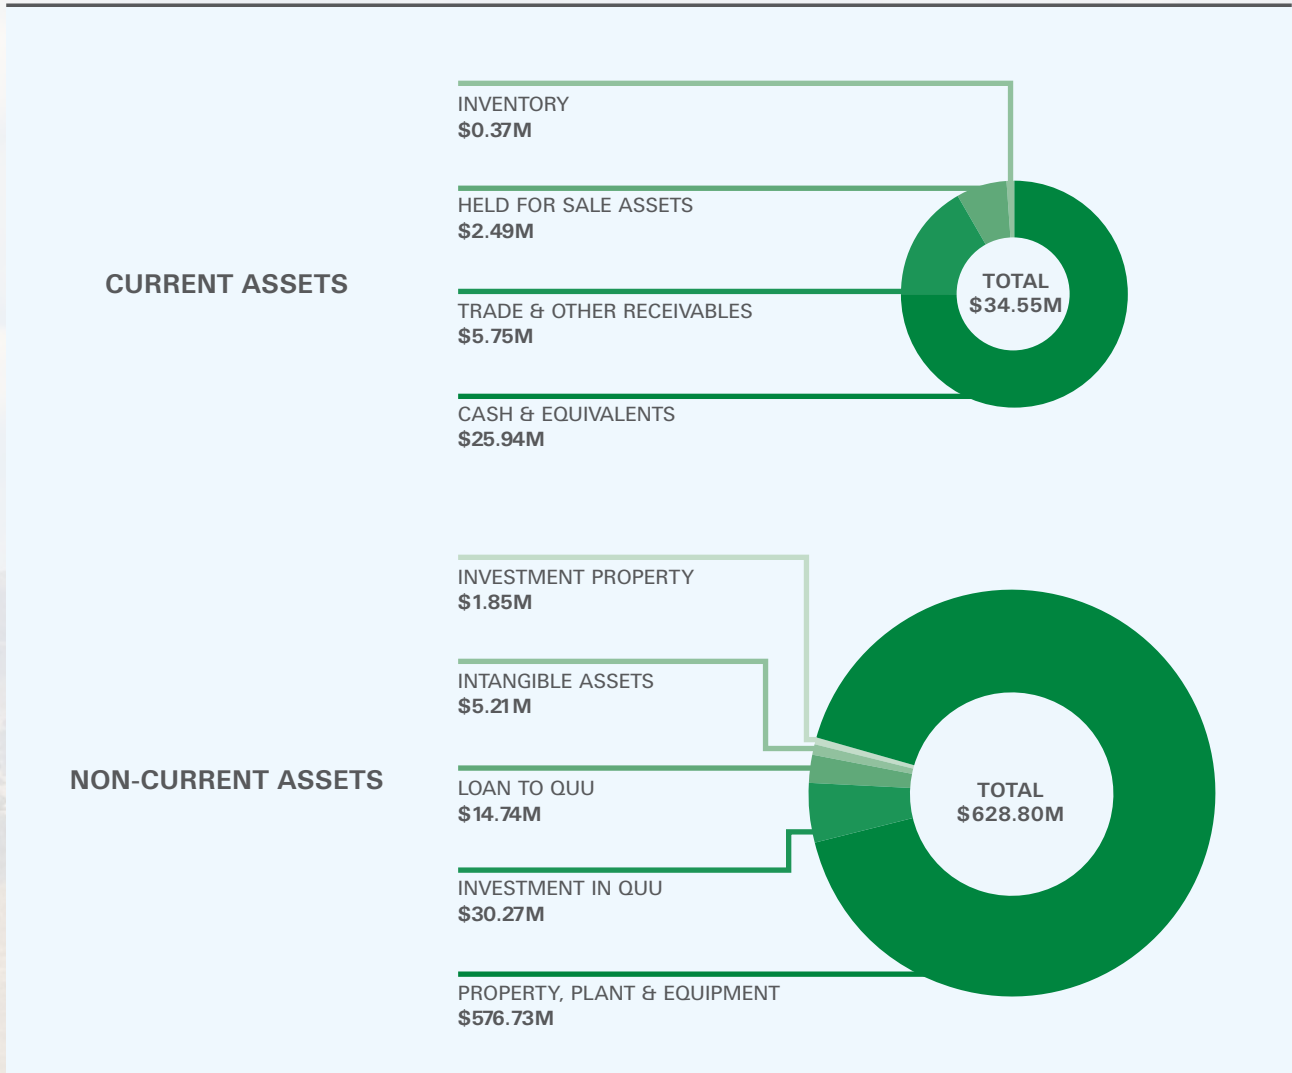 CURRENT ASSETS
INVENTORY
$0.37M
HELD FOR SALE ASSETS
$2.49M
TRADE & OTHER RECEIVABLES
$5.75M
CASH & EQUIVALENTS
$25.94M
TOTAL
$34.55M
NON-CURRENT ASSETS
INVESTMENT PROPERTY
$1.85M
INTANGIBLE ASSETS
$5.21M
LOAN TO QUU
$14.74M
INVESTMENT IN QUU
$30.27M
PROPERTY, PLANT & EQUIPMENT
$576.73M
TOTAL
$628.80M